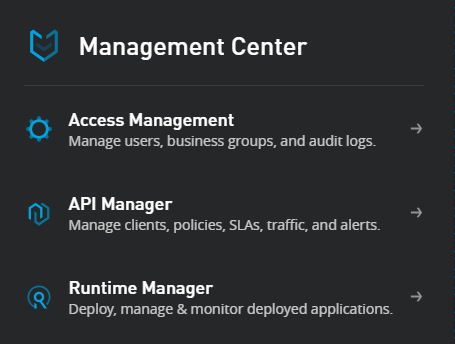 Management Center
Access Management
Manage users, business groups, and audit logs.
API Manager
Manage clients, policies, SLAs, traffic, and alerts.
Runtime Manager
Deploy, manage & monitor deployed applications.